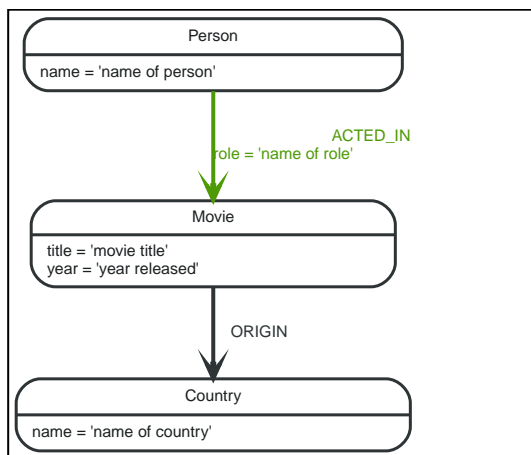 Person
name = 'name of person'
ACTED_IN
role = 'name of role'
Movie
title = 'movie title'
year = 'year released'
ORIGIN
Country
name = 'name of country'